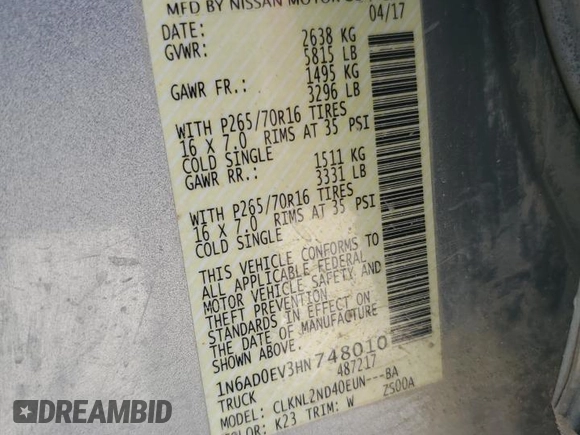 MFD BY NISSAN MOTOR
DATE: 04/17
GVWR: 2638 KG
5815 LB
GAWR FR.: 1495 KG
3296 LB
WITH P265/70R16 TIRES
16 X 7.0 RIMS AT 35 PSI
COLD SINGLE
GAWR RR.: 1511 KG
3331 LB
WITH P265/70R16 TIRES
16 X 7.0 RIMS AT 35 PSI
COLD SINGLE
THIS VEHICLE CONFORMS TO
ALL APPLICABLE FEDERAL
MOTOR VEHICLE SAFETY AND
THEFT PREVENTION
STANDARDS IN EFFECT ON
THE DATE OF MANUFACTURE
SHOWN ABOVE.
1N6AD0EV3HN748010
TRUCK 487217
MODEL: CLKNL2ND40EUN---BA
COLOR: K23 TRIM: W ZS00A
DREAMBID
CAR AUCTION EXPERT